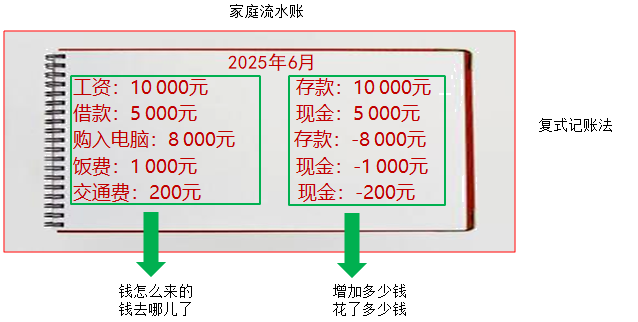 家庭流水账
2025年6月
工资：10 000元
存款：10 000元
借款：5 000元
现金：5 000元
购入电脑：8 000元
存款：-8 000元
饭费：1 000元
现金：-1 000元
交通费：200元
现金：-200元
复式记账法
钱怎么来的
钱去哪儿了
增加多少钱
花了多少钱